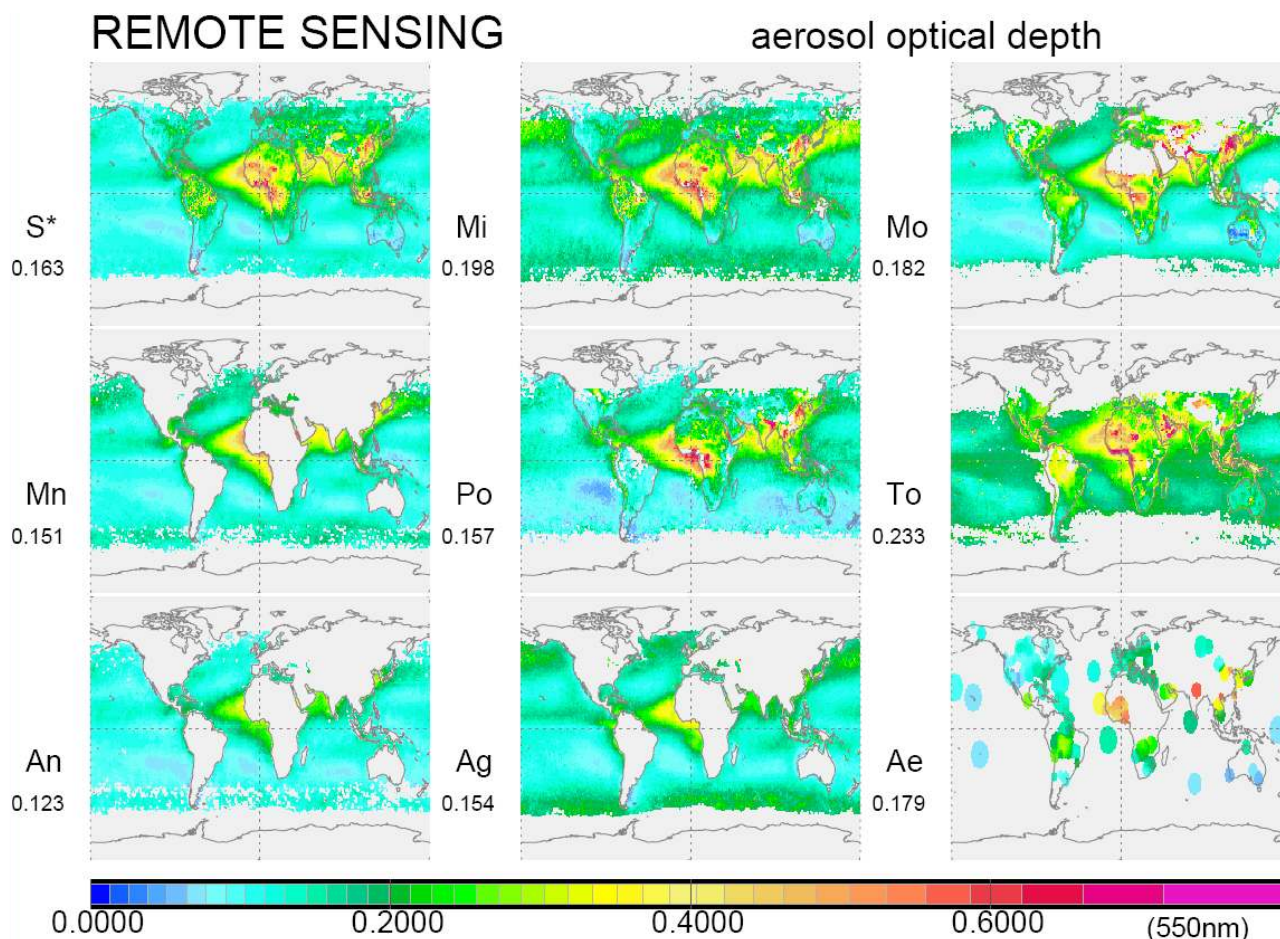 REMOTE SENSING aerosol optical depth
S* Mi Mo
0.163 0.198 0.182
Mn Po To
0.151 0.157 0.233
An Ag Ae
0.123 0.154 0.179
0.0000 0.2000 0.4000 0.6000 (550nm)